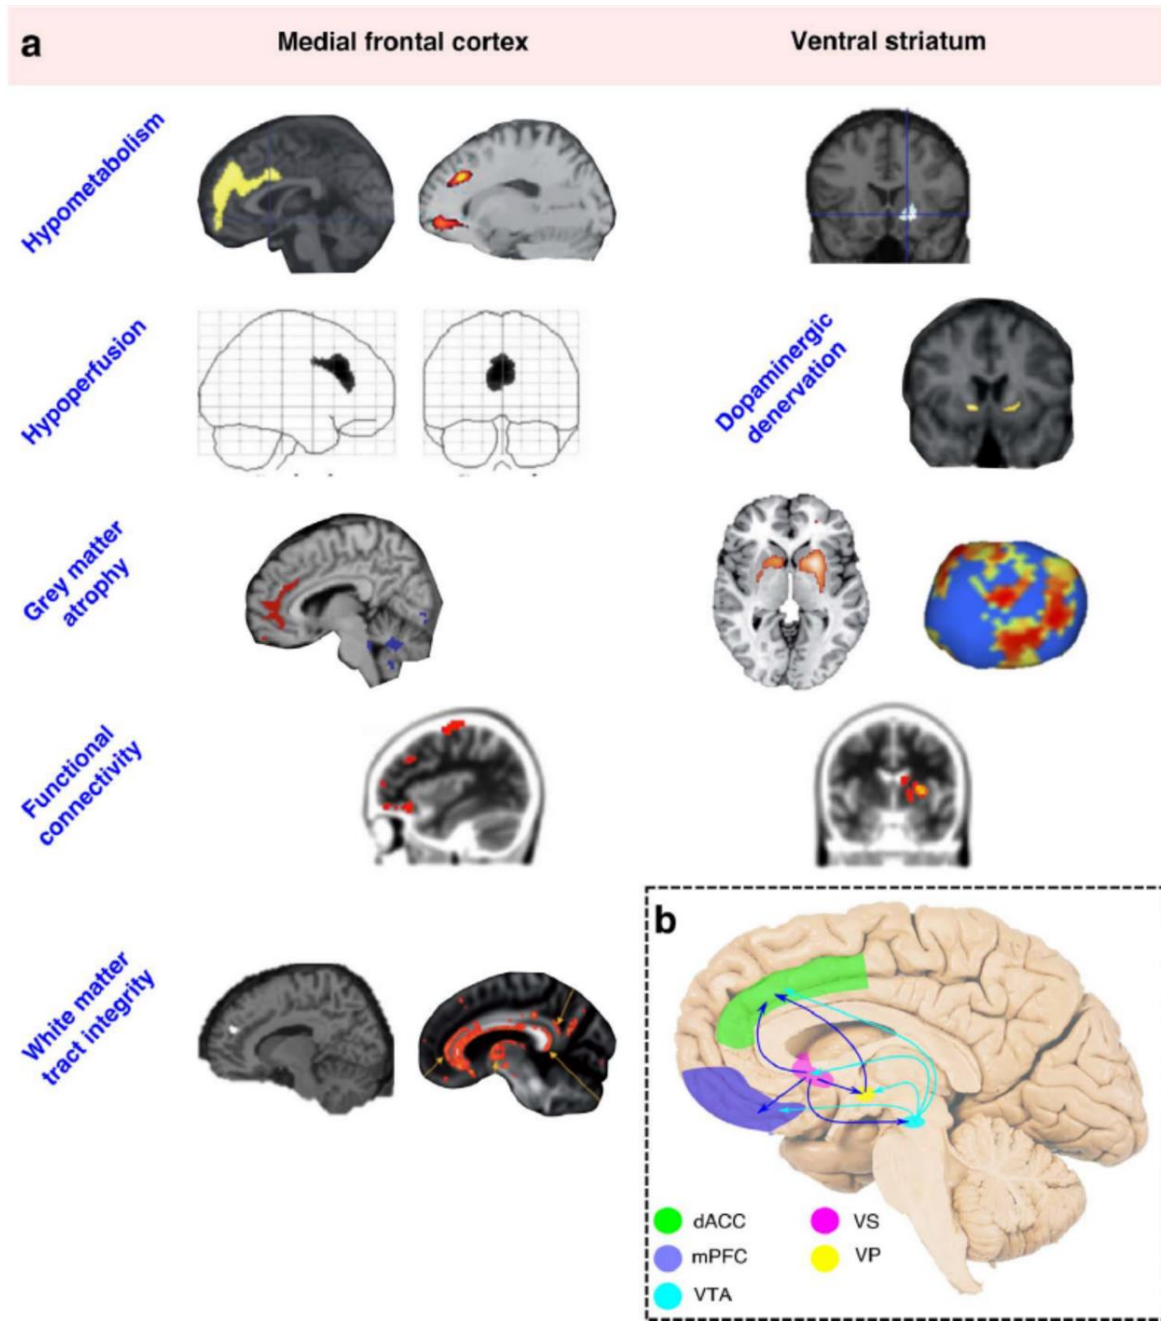 a
Medial frontal cortex
Ventral striatum
Hypometabolism
Hypoperfusion
Dopaminergic
denervation
Grey matter
atrophy
Functional
connectivity
White matter
tract integrity
b
dACC
VS
mPFC
VP
VTA